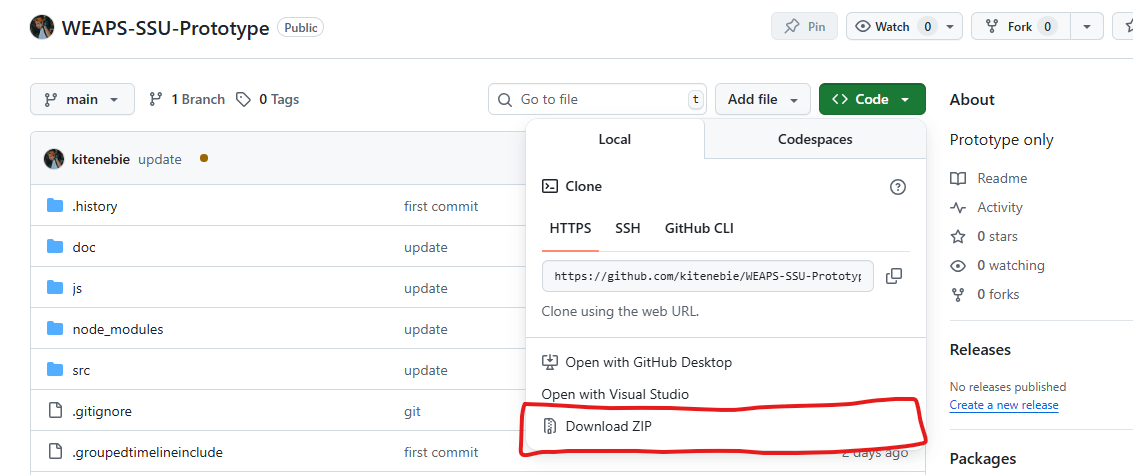 WEAPS-SSU-Prototype Public
Pin
Watch 0
Fork 0
main
1 Branch
0 Tags
Go to file t
Add file
Code
kitenebie update
.history first commit
doc update
js update
node_modules update
src update
.gitignore git
.groupedtimelineinclude first commit 2 days ago
Local Codespaces
Clone
HTTPS SSH GitHub CLI
https://github.com/kitenebie/WEAPS-SSU-Prototyp
Clone using the web URL.
Open with GitHub Desktop
Open with Visual Studio
Download ZIP
About
Prototype only
Readme
Activity
0 stars
0 watching
0 forks
Releases
No releases published
Create a new release
Packages